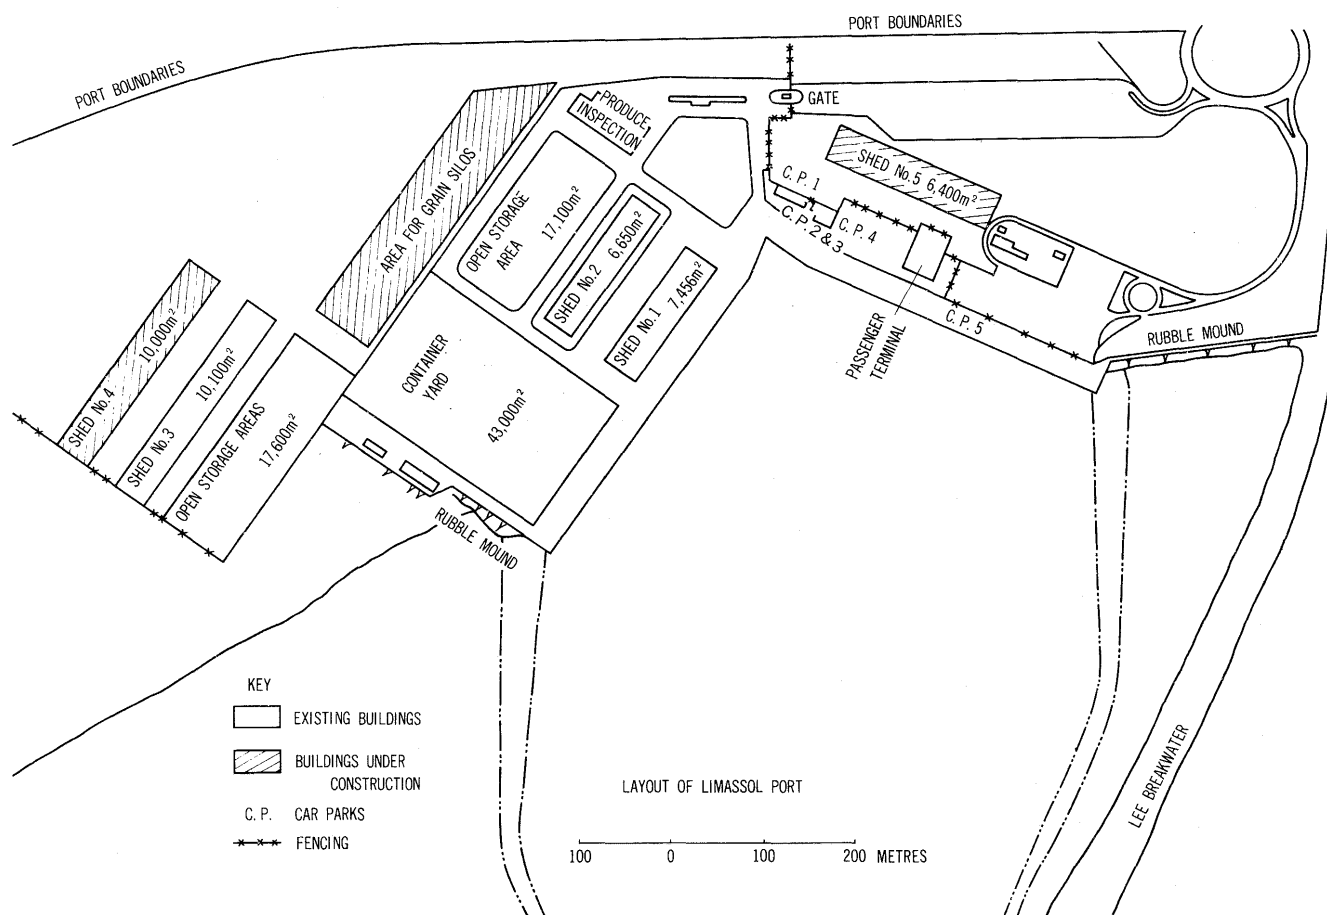 PORT BOUNDARIES
PORT BOUNDARIES
GATE
PRODUCE
INSPECTION
AREA FOR GRAIN SILOS
OPEN STORAGE
AREA
17,100m²
SHED No.2 6,650m²
SHED No.1 7,456m²
C.P.1
C.P.2&3
C.P.4
SHED No.5 6,400m²
PASSENGER
TERMINAL
C.P.5
RUBBLE MOUND
SHED No.4 10,000m²
SHED No.3 10,100m²
OPEN STORAGE AREAS
17,600m²
CONTAINER
YARD
43,000m²
RUBBLE MOUND
KEY
EXISTING BUILDINGS
BUILDINGS UNDER
CONSTRUCTION
C.P. CAR PARKS
FENCING
LAYOUT OF LIMASSOL PORT
100 0 100 200 METRES
LEE BREAKWATER